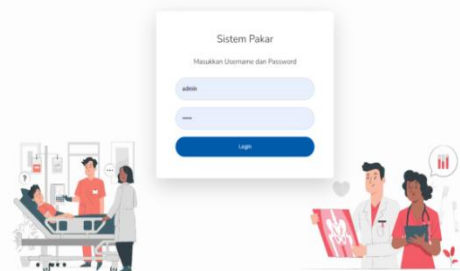 Sistem Pakar
Masukkan Username dan Password
admin
•••••
Login